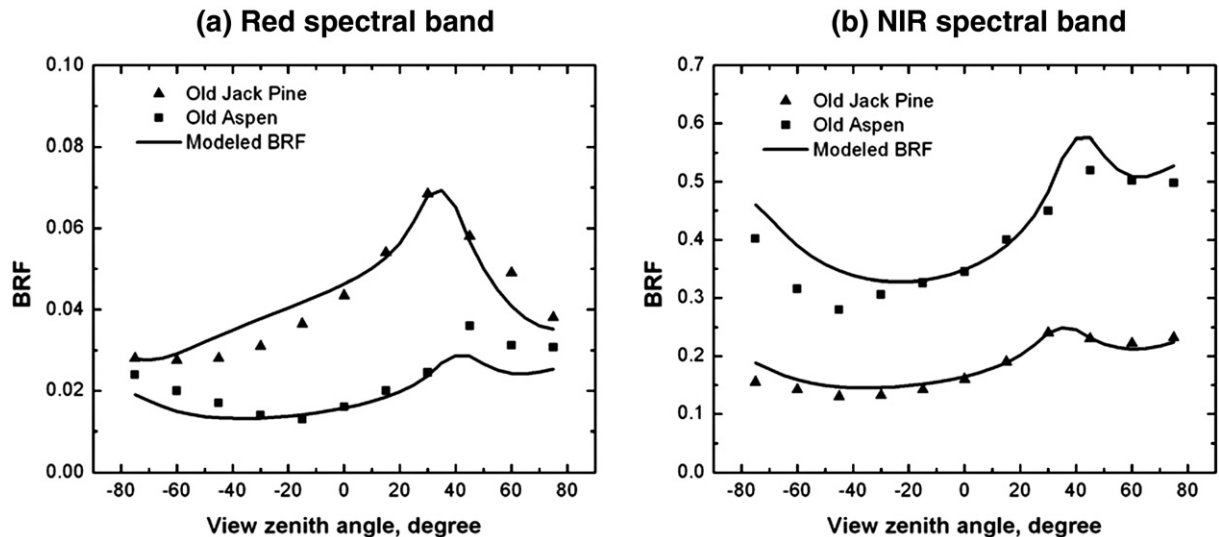 (a) Red spectral band
0.10
0.08
0.06
0.04
0.02
0.00
BRF
Old Jack Pine
Old Aspen
Modeled BRF
-80 -60 -40 -20 0 20 40 60 80
View zenith angle, degree
(b) NIR spectral band
0.7
0.6
0.5
0.4
0.3
0.2
0.1
0.0
BRF
Old Jack Pine
Old Aspen
Modeled BRF
-80 -60 -40 -20 0 20 40 60 80
View zenith angle, degree